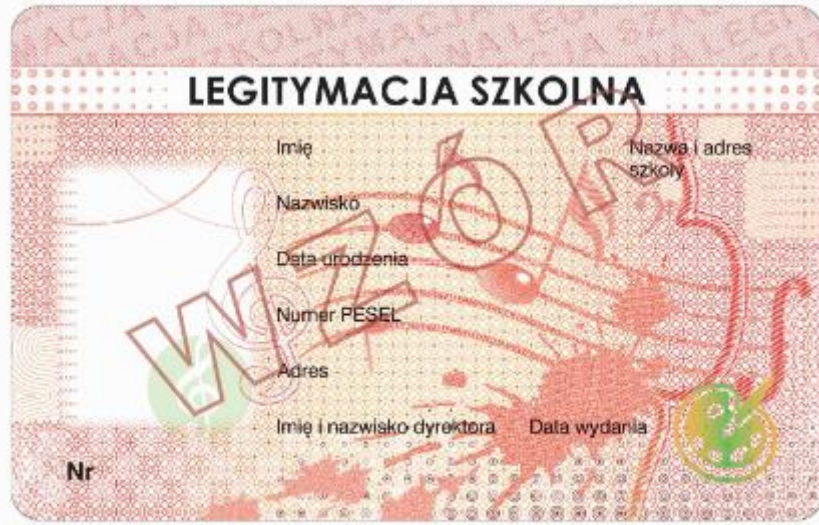 LEGITYMACJA SZKOLNA
Imię
Nazwa i adres
szkoły
Nazwisko
Data urodzenia
Numer PESEL
Adres
Imię i nazwisko dyrektora
Data wydania
Nr
WZÓR